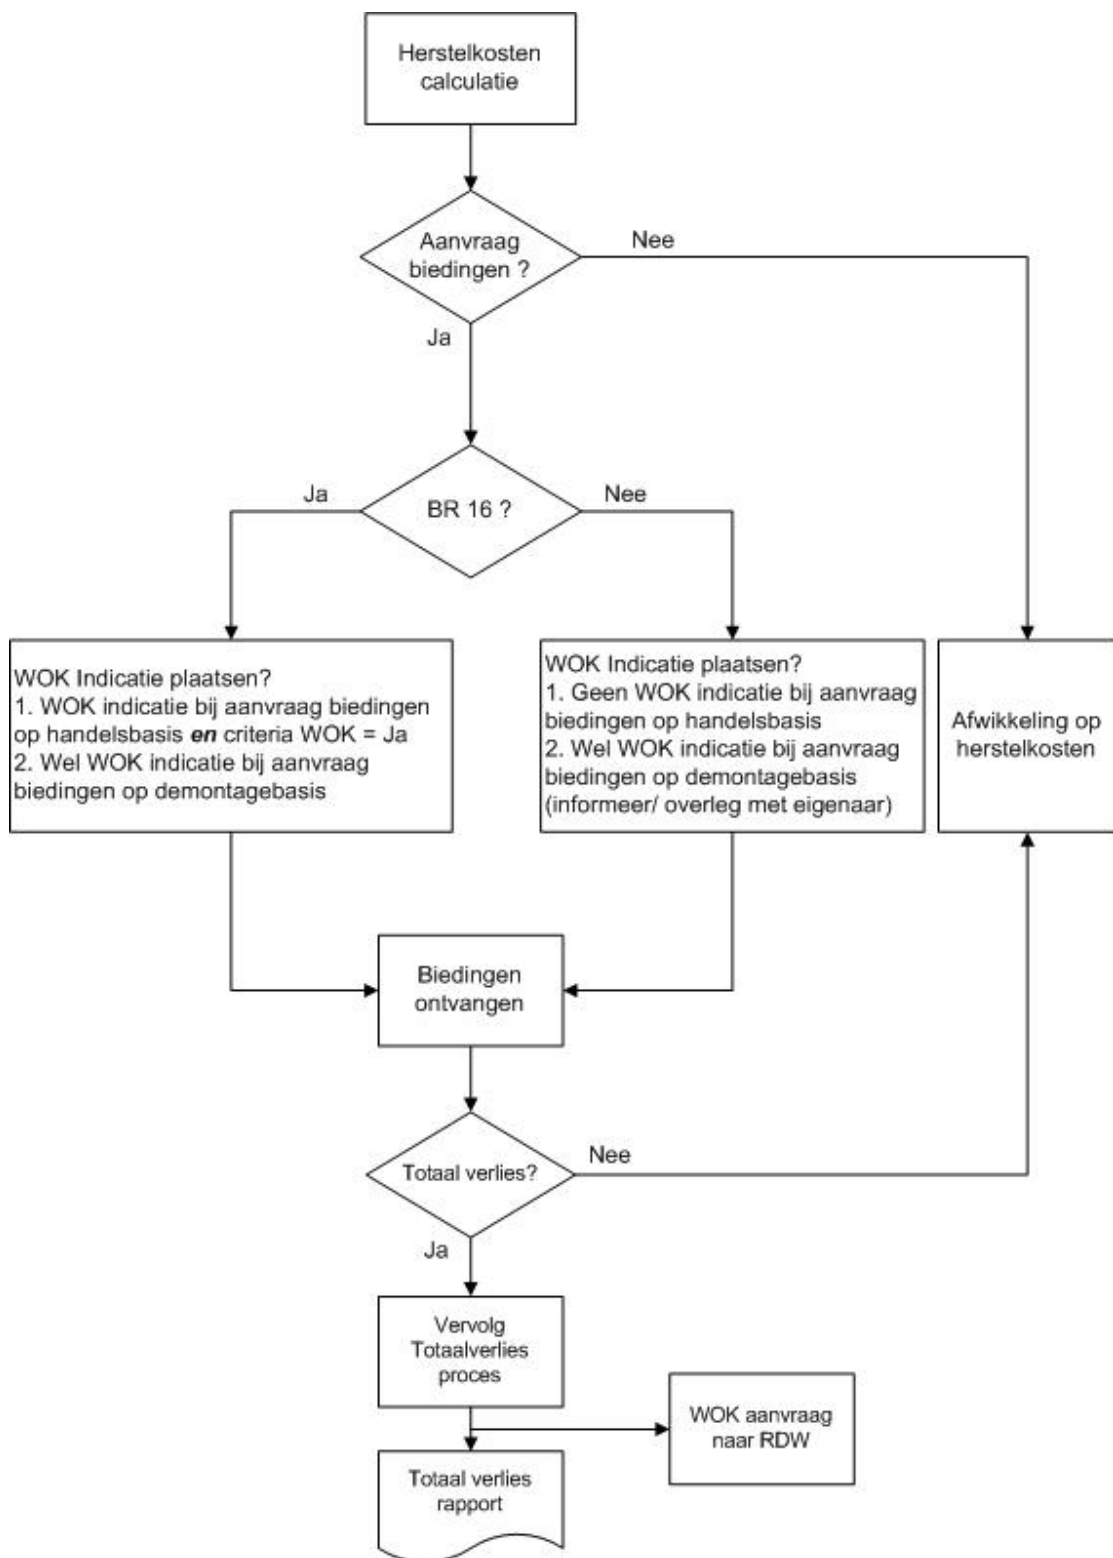 Herstelkosten
calculatie
Aanvraag
biedingen ?
Nee
Ja
BR 16 ?
Ja
Nee
WOK Indicatie plaatsen?
1. WOK indicatie bij aanvraag biedingen
op handelsbasis en criteria WOK = Ja
2. Wel WOK indicatie bij aanvraag
biedingen op demontagebasis
WOK Indicatie plaatsen?
1. Geen WOK indicatie bij aanvraag
biedingen op handelsbasis
2. Wel WOK indicatie bij aanvraag
biedingen op demontagebasis
(informeer/ overleg met eigenaar)
Afwikkeling op
herstelkosten
Biedingen
ontvangen
Totaal verlies?
Nee
Ja
Vervolg
Totaalverlies
proces
WOK aanvraag
naar RDW
Totaal verlies
rapport